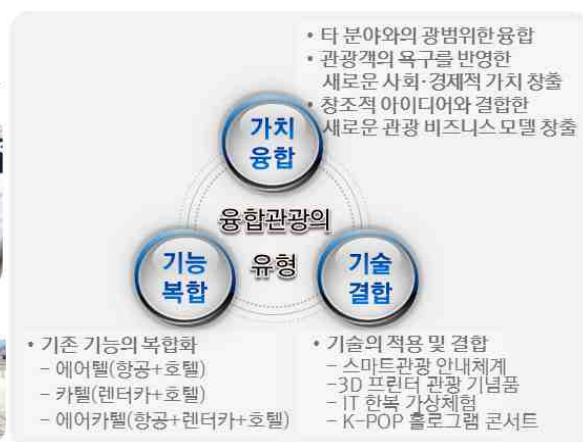 • 타 분야와의 광범위한 융합
• 관광객의 욕구를 반영한
새로운 사회·경제적 가치 창출
• 창조적 아이디어와 결합한
새로운 관광 비즈니스 모델 창출
가치
융합
융합관광의
유형
기능
복합
기술
결합
• 기존 기능의 복합화
- 에어텔(항공+호텔)
- 카텔(렌터카+호텔)
- 에어카텔(항공+렌터카+호텔)
• 기술의 적용 및 결합
- 스마트관광 안내체계
-3D 프린터 관광 기념품
- IT 한복 가상체험
- K-POP 홀로그램 콘서트